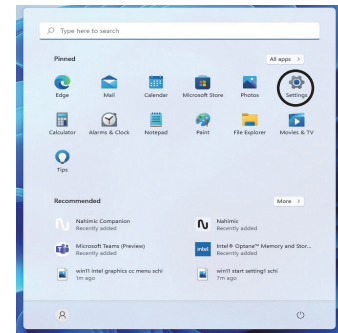 Type here to search
Pinned
All apps >
Edge
Mail
Calendar
Microsoft Store
Photos
Settings
Calculator
Alarms & Clock
Notepad
Paint
File Explorer
Movies & TV
Tips
Recommended
More >
Nahimic Companion
Recently added
Nahimic
Recently added
Microsoft Teams (Preview)
Recently added
intel
Intel® Optane™ Memory and Stor...
Recently added
win11 intel graphics cc menu schi
1m ago
win11 start setting1 schi
7m ago